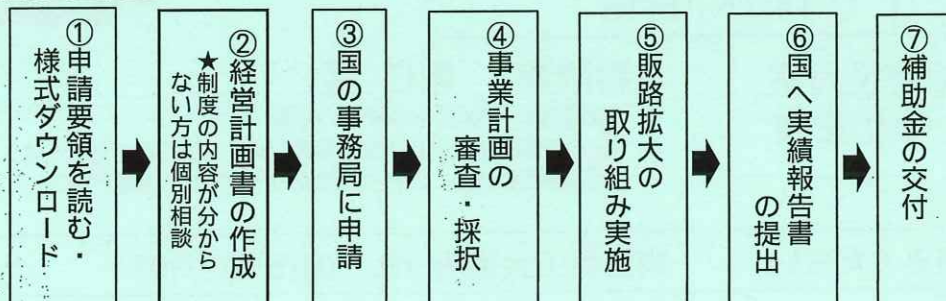 ①申請要領を読む・
様式ダウンロード
②経営計画書の作成
★制度の内容が分から
ない方は個別相談
③国の事務局に申請
④事業計画の
審査・採択
⑤販路拡大の
取り組み実施
⑥国へ実績報告書
の提出
⑦補助金の交付